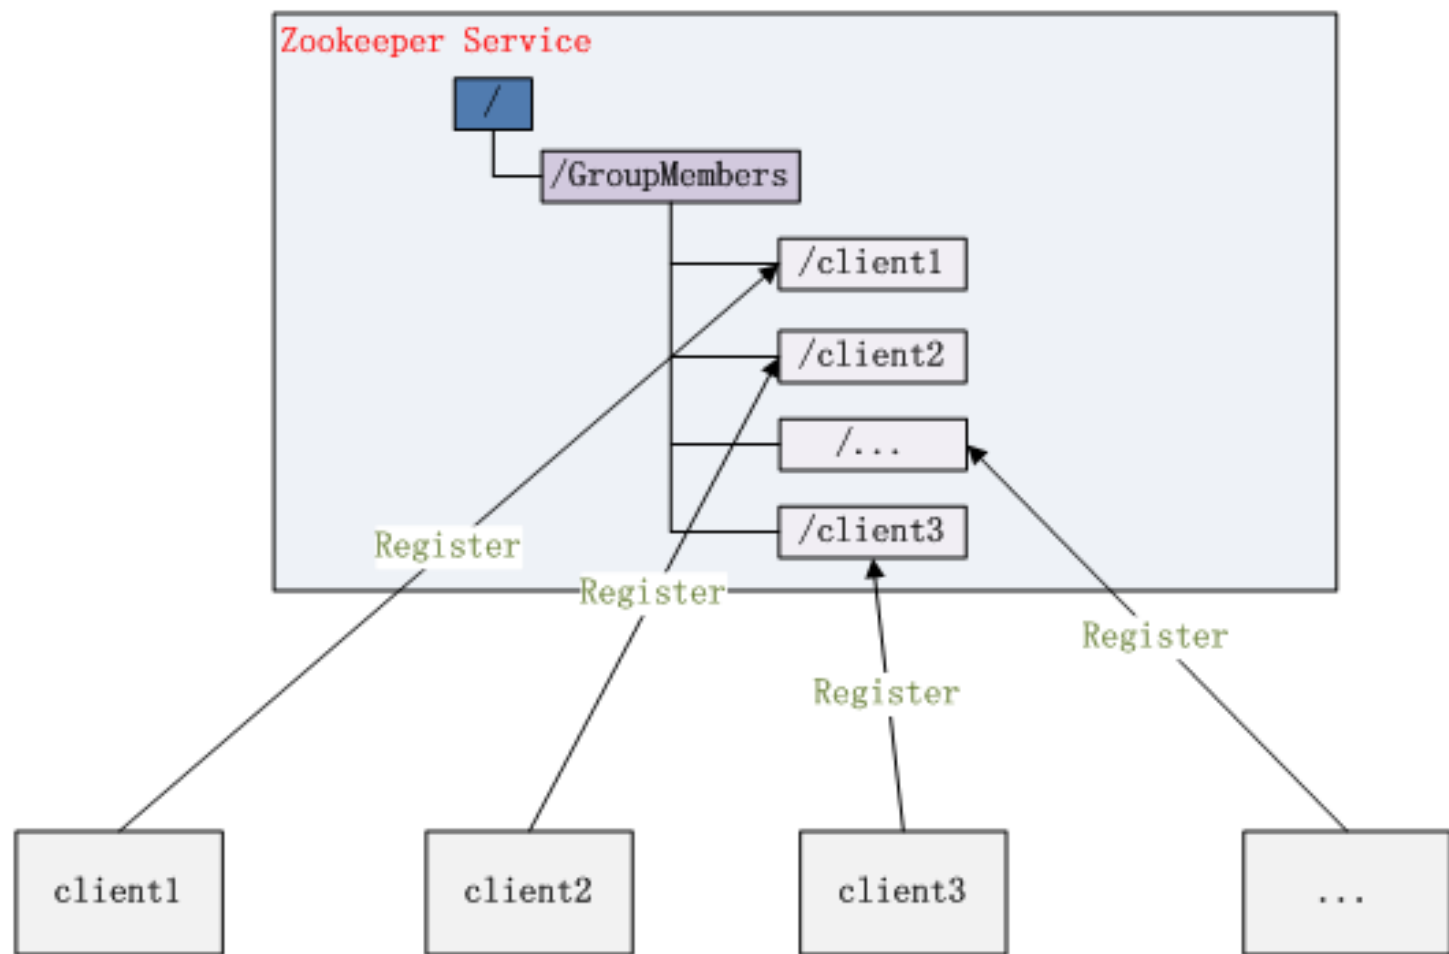 Zookeeper Service
/
/GroupMembers
/client1
/client2
/...
/client3
Register
Register
Register
Register
client1
client2
client3
...